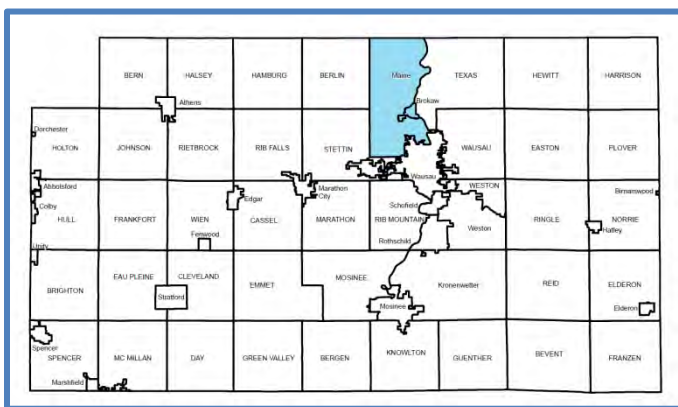 BERN HALSEY HAMBURG BERLIN Maine TEXAS HEWITT HARRISON
Brokaw
Athens
Dorchester
HOLTON JOHNSON RIETBROCK RIB FALLS STETTIN WAUSAU EASTON PLOVER
Abbotsford
Wausau
Marathon
City
WESTON
Birnamwood
Colby
Edgar
Schofield
HULL FRANKFORT WIEN CASSEL MARATHON RIB MOUNTAIN Weston RINGLE NORRIE
Hatley
Fenwood
Rothschild
Unity
EAU PLEINE CLEVELAND
BRIGHTON EMMET MOSINEE Kronenwetter REID ELDERON
Stratford
Mosinee
Elderon
Spencer
SPENCER MC MILLAN DAY GREEN VALLEY BERGEN KNOWLTON GUENTHER BEVENT FRANZEN
Marshfield